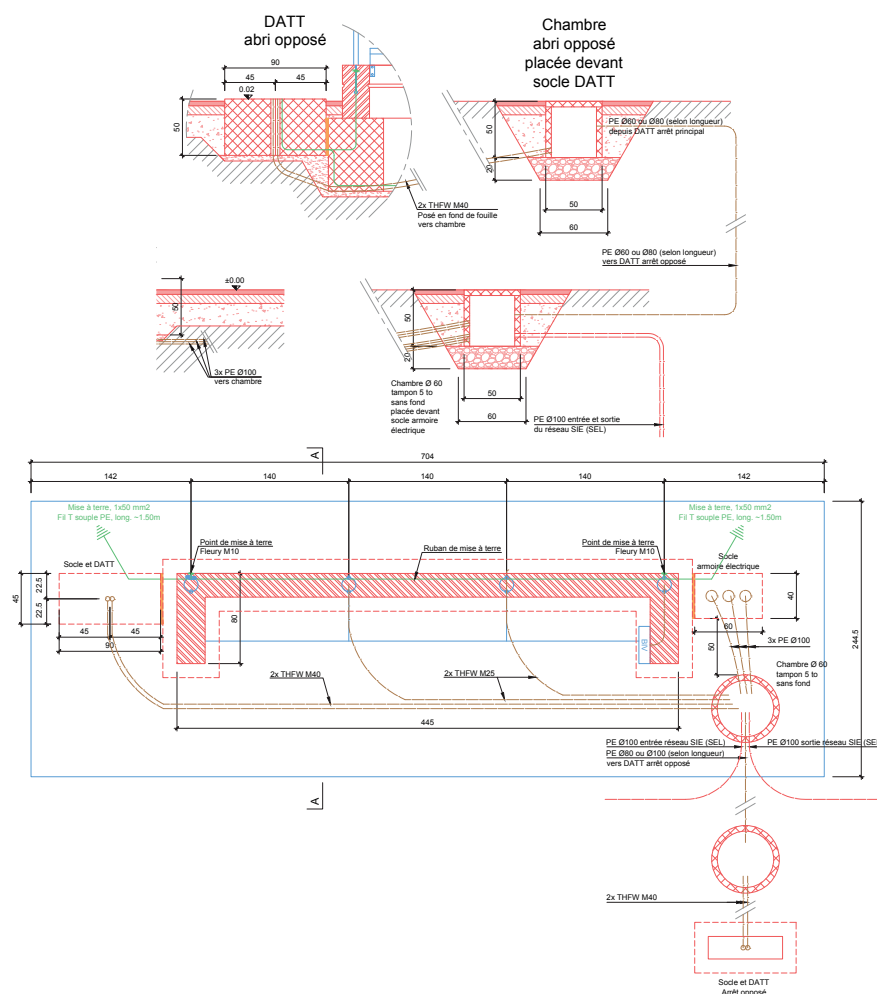 DATT
abri opposé
90
45
45
0.02
50
2x THFW M40
Posé en fond de fouille
vers chambre
Chambre
abri opposé
placée devant
socle DATT
PE Ø60 ou Ø80 (selon longueur)
depuis DATT arrêt principal
50
20
50
60
PE Ø60 ou Ø80 (selon longueur)
vers DATT arrêt opposé
±0.00
50
3x PE Ø100
vers chambre
50
20
Chambre Ø 60
tampon 5 to
sans fond
placée devant
socle armoire
électrique
50
60
PE Ø100 entrée et sortie
du réseau SIE (SEL)
A
704
142
140
140
140
142
Mise à terre, 1x50 mm2
Fil T souple PE, long. ~1.50m
Mise à terre, 1x50 mm2
Fil T souple PE, long. ~1.50m
Point de mise à terre
Fleury M10
Ruban de mise à terre
Point de mise à terre
Fleury M10
Socle et DATT
Socle
armoire électrique
45
22.5
22.5
45
45
90
80
40
60
50
244.5
BIV
3x PE Ø100
Chambre Ø 60
tampon 5 to
sans fond
2x THFW M40
2x THFW M25
445
PE Ø100 entrée réseau SIE (SEL)
PE Ø100 sortie réseau SIE (SE
PE Ø80 ou Ø100 (selon longueur)
vers DATT arrêt opposé
A
2x THFW M40
Socle et DATT
Arrêt opposé